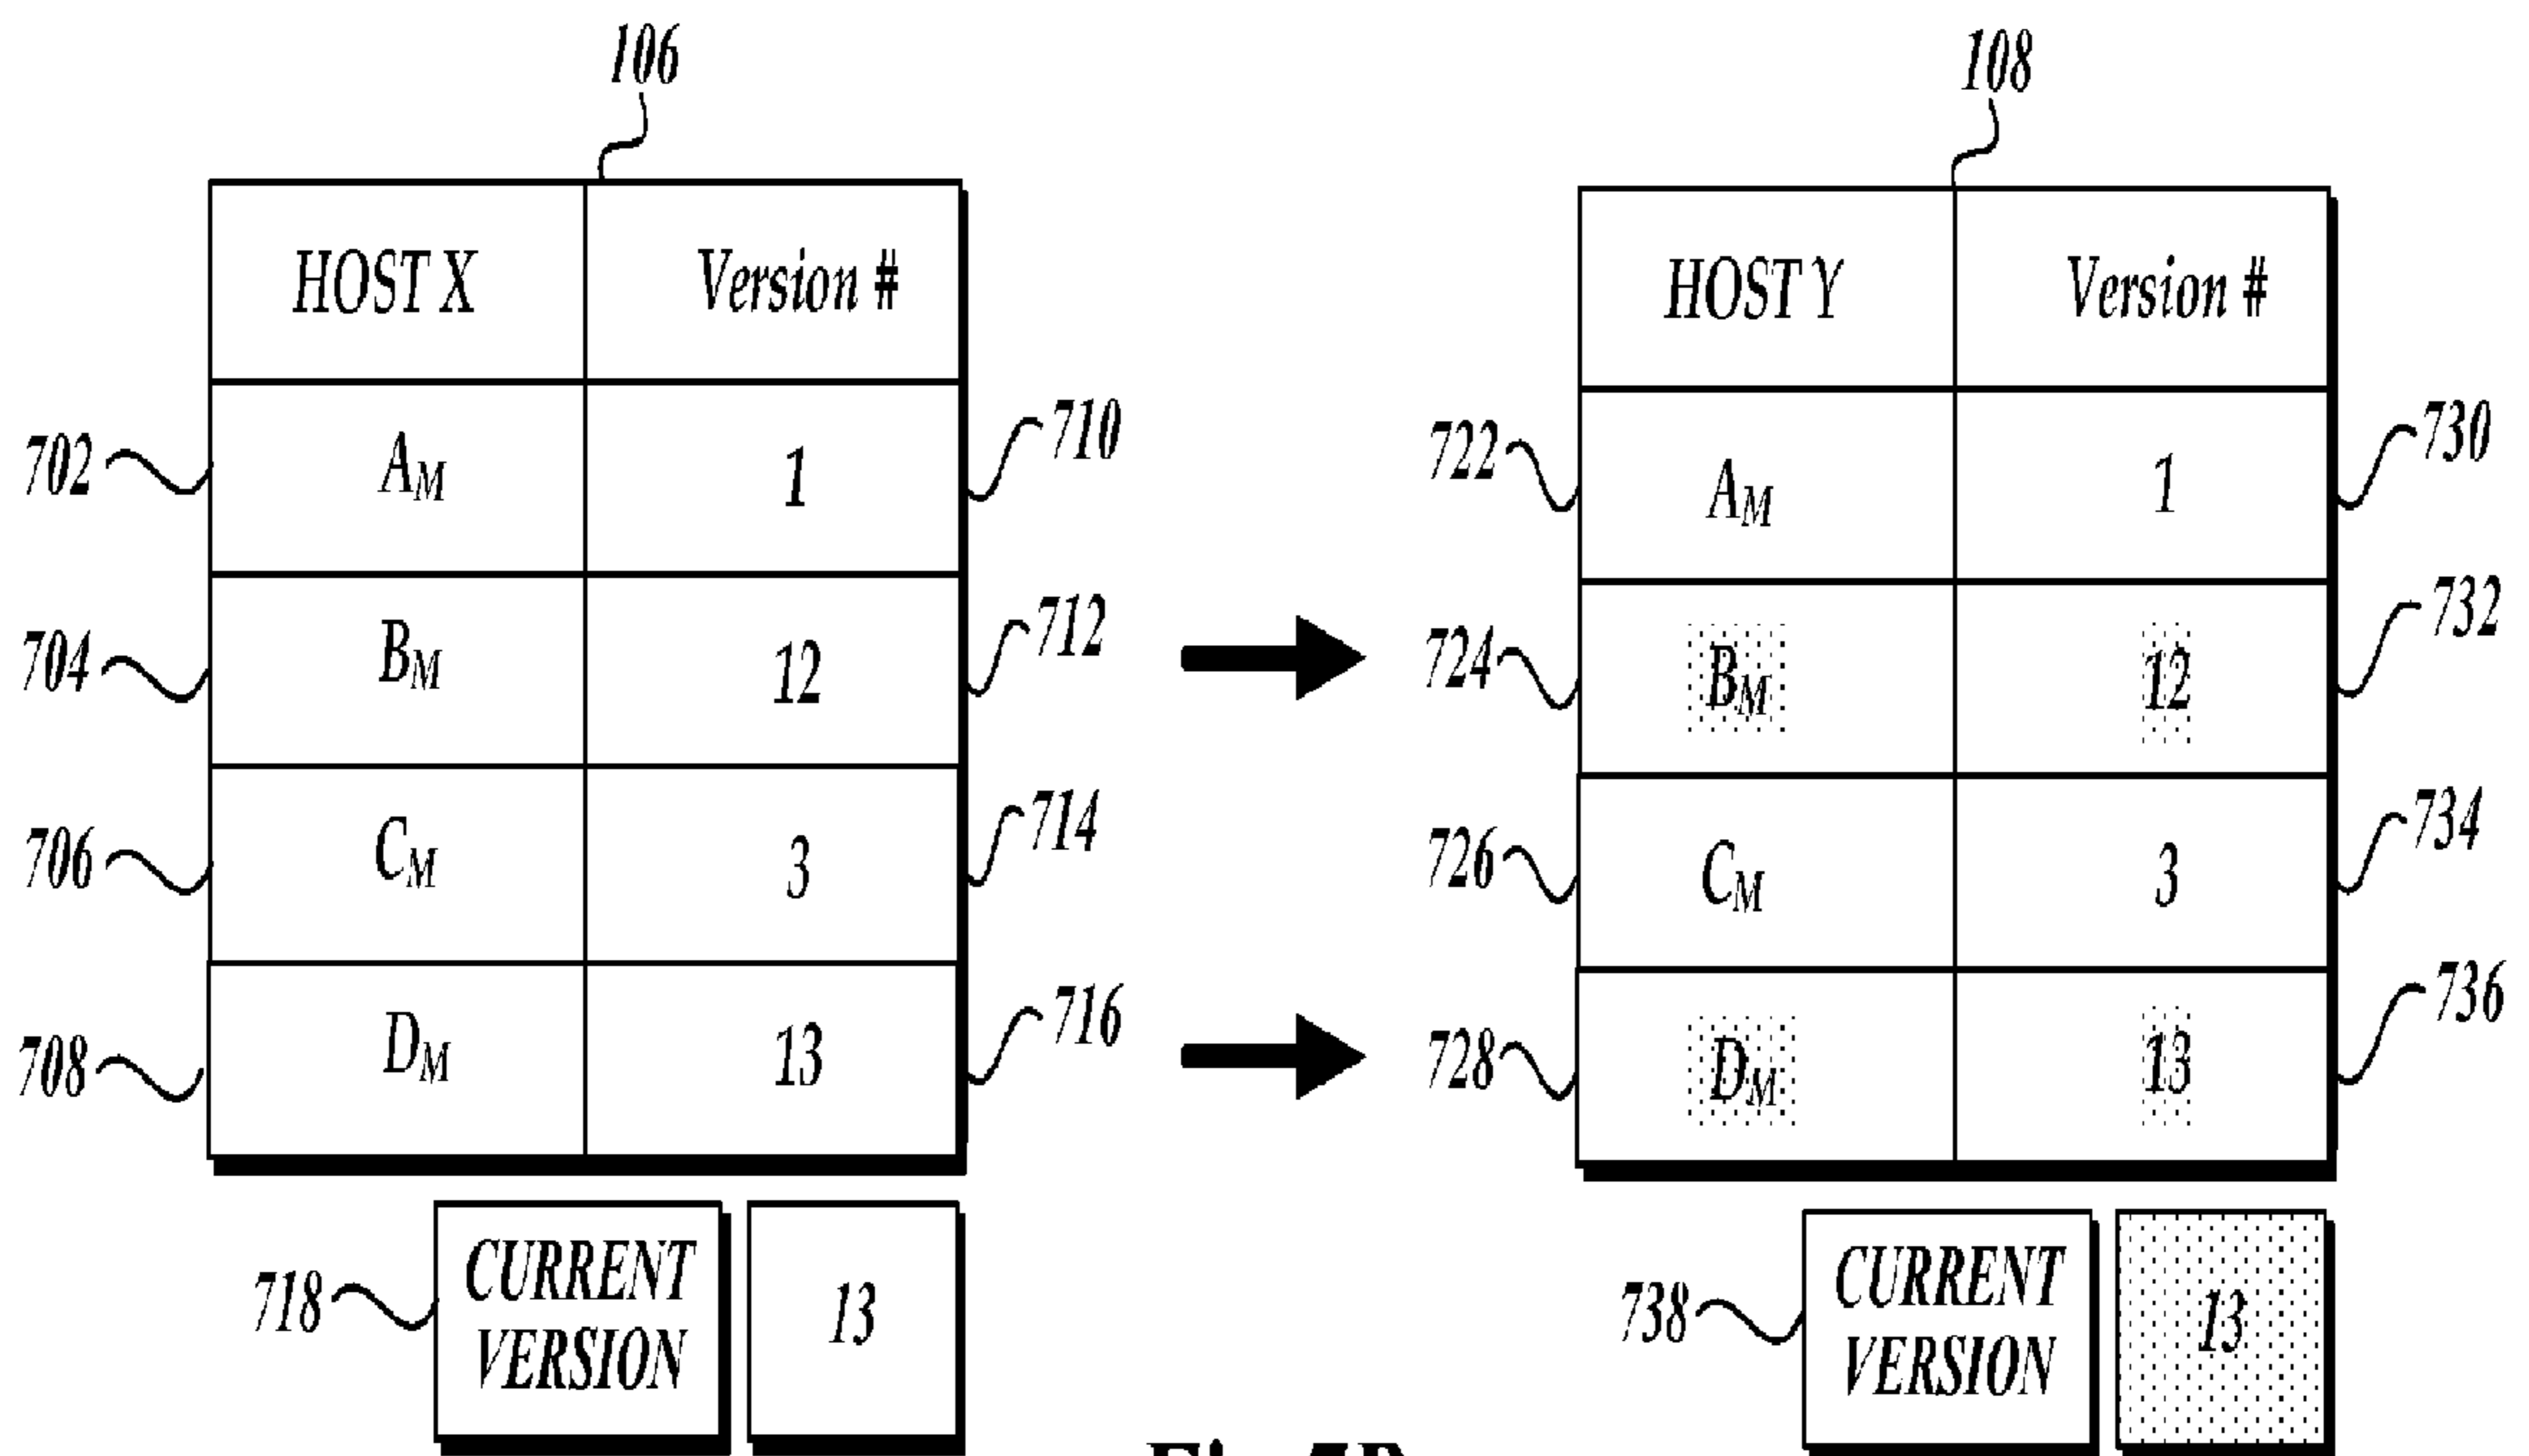 106
108
HOST X Version #
HOST Y Version #
702 A_M 1 710
722 A_M 1 730
704 B_M 12 712
724 B_M 12 732
706 C_M 3 714
726 C_M 3 734
708 D_M 13 716
728 D_M 13 736
718 CURRENT VERSION 13
738 CURRENT VERSION 13